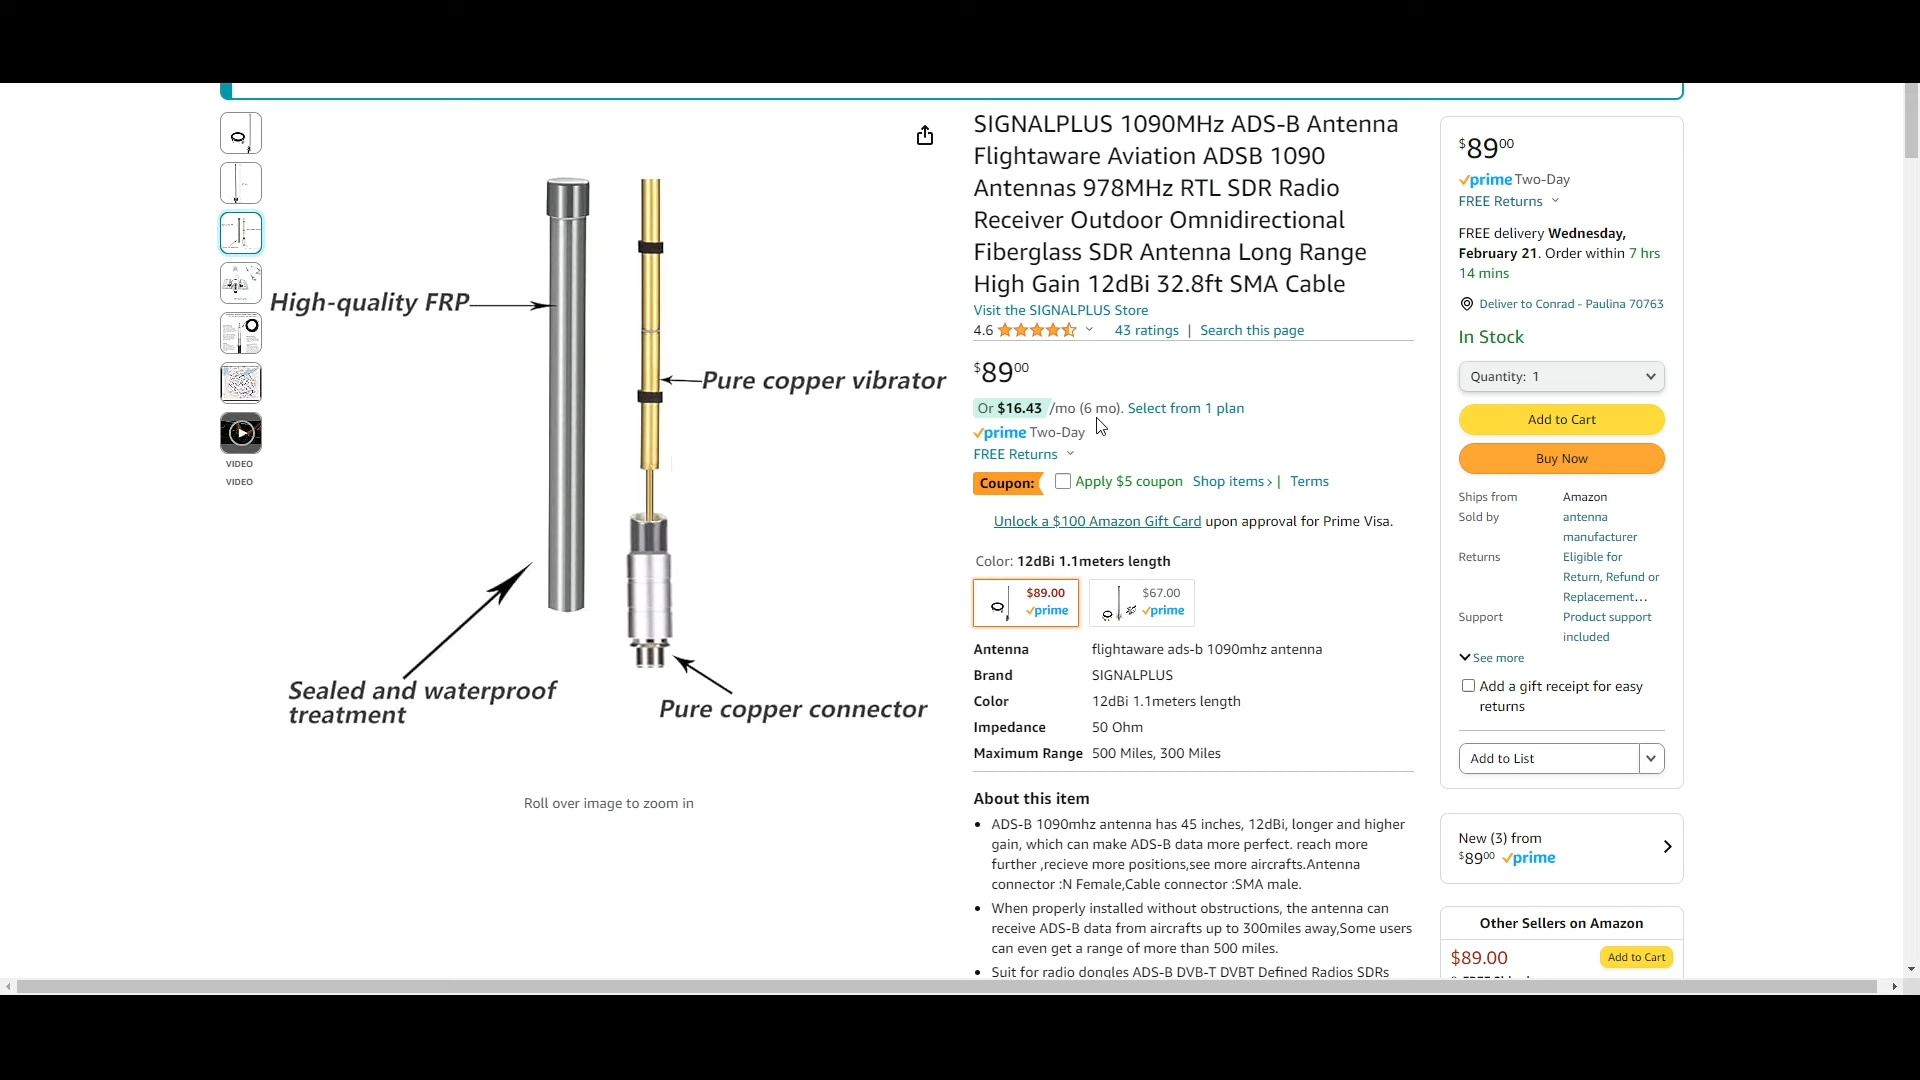 SIGNALPLUS 1090MHz ADS-B Antenna
Flightaware Aviation ADSB 1090
Antennas 978MHz RTL SDR Radio
Receiver Outdoor Omnidirectional
Fiberglass SDR Antenna Long Range
High Gain 12dBi 32.8ft SMA Cable
Visit the SIGNALPLUS Store
4.6 43 ratings | Search this page
$8900
Or $16.43 /mo (6 mo). Select from 1 plan
prime Two-Day
FREE Returns
Coupon: Apply $5 coupon Shop items › | Terms
Unlock a $100 Amazon Gift Card upon approval for Prime Visa.
Color: 12dBi 1.1meters length
$89.00
prime
$67.00
prime
Antenna flightaware ads-b 1090mhz antenna
Brand SIGNALPLUS
Color 12dBi 1.1meters length
Impedance 50 Ohm
Maximum Range 500 Miles, 300 Miles
About this item
• ADS-B 1090mhz antenna has 45 inches, 12dBi, longer and higher
gain, which can make ADS-B data more perfect. reach more
further ,recieve more positions,see more aircrafts.Antenna
connector :N Female,Cable connector :SMA male.
• When properly installed without obstructions, the antenna can
receive ADS-B data from aircrafts up to 300miles away,Some users
can even get a range of more than 500 miles.
• Suit for radio dongles ADS-B DVB-T DVBT Defined Radios SDRs
High-quality FRP
Pure copper vibrator
Sealed and waterproof
treatment
Pure copper connector
Roll over image to zoom in
VIDEO
VIDEO
$8900
prime Two-Day
FREE Returns
FREE delivery Wednesday,
February 21. Order within 7 hrs
14 mins
Deliver to Conrad - Paulina 70763
In Stock
Quantity: 1
Add to Cart
Buy Now
Ships from Amazon
Sold by antenna
manufacturer
Returns Eligible for
Return, Refund or
Replacement…
Support Product support
included
See more
Add a gift receipt for easy
returns
Add to List
New (3) from
$8900 prime
Other Sellers on Amazon
$89.00 Add to Cart